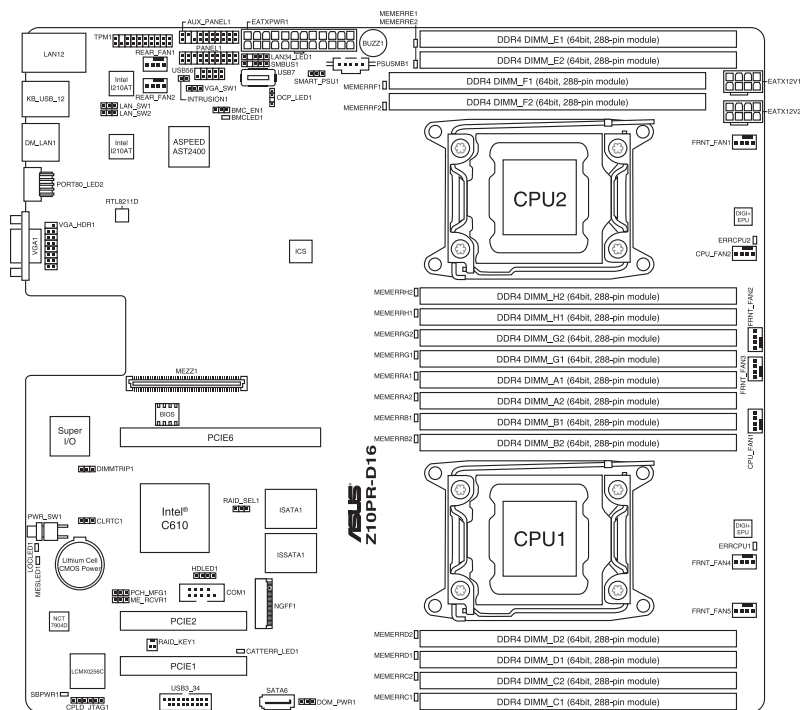 MEMERRE1
MEMERRE2
AUX_PANEL1
EATXPWR1
TPM1
PANEL1
BUZZ1
DDR4 DIMM_E1 (64bit, 288-pin module)
LAN12
REAR_FAN1
LAN34_LED1
SMBUS1
PSUSMB1
DDR4 DIMM_E2 (64bit, 288-pin module)
USB56
USB7
SMART_PSU1
Intel I210AT
VGA_SW1
MEMERRF1
DDR4 DIMM_F1 (64bit, 288-pin module)
EATX12V1
REAR_FAN2
INTRUSION1
OCP_LED1
KB_USB_12
LAN_SW1
LAN_SW2
BMC_EN1
BMCLED1
MEMERRF2
DDR4 DIMM_F2 (64bit, 288-pin module)
EATX12V2
DM_LAN1
Intel I210AT
ASPEED AST2400
FRNT_FAN1
PORT80_LED2
CPU2
RTL8211D
DIGI+ EPU
VGA_HDR1
VGA1
ICS
ERRCPU2
CPU_FAN2
MEMERRH2
DDR4 DIMM_H2 (64bit, 288-pin module)
FRNT_FAN2
MEMERRH1
DDR4 DIMM_H1 (64bit, 288-pin module)
MEMERRG2
DDR4 DIMM_G2 (64bit, 288-pin module)
MEMERRG1
DDR4 DIMM_G1 (64bit, 288-pin module)
FRNT_FAN3
MEZZ1
MEMERRA1
DDR4 DIMM_A1 (64bit, 288-pin module)
MEMERRA2
DDR4 DIMM_A2 (64bit, 288-pin module)
BIOS
MEMERRB1
DDR4 DIMM_B1 (64bit, 288-pin module)
CPU_FAN1
Super I/O
PCIE6
MEMERRB2
DDR4 DIMM_B2 (64bit, 288-pin module)
DIMMTRIP1
ASUS
Z10PR-D16
Intel® C610
RAID_SEL1
ISATA1
PWR_SW1
CLRTC1
CPU1
DIGI+ EPU
LOCLED1
MESLED1
Lithium Cell CMOS Power
ISSATA1
ERRCPU1
HDLED1
FRNT_FAN4
PCH_MFG1
ME_RCVR1
COM1
NGFF1
NCT 7904D
PCIE2
FRNT_FAN5
RAID_KEY1
CATTERR_LED1
MEMERRD2
DDR4 DIMM_D2 (64bit, 288-pin module)
LCMX0256C
PCIE1
MEMERRD1
DDR4 DIMM_D1 (64bit, 288-pin module)
SBPWR1
USB3_34
SATA6
MEMERRC2
DDR4 DIMM_C2 (64bit, 288-pin module)
CPLD_JTAG1
DOM_PWR1
MEMERRC1
DDR4 DIMM_C1 (64bit, 288-pin module)